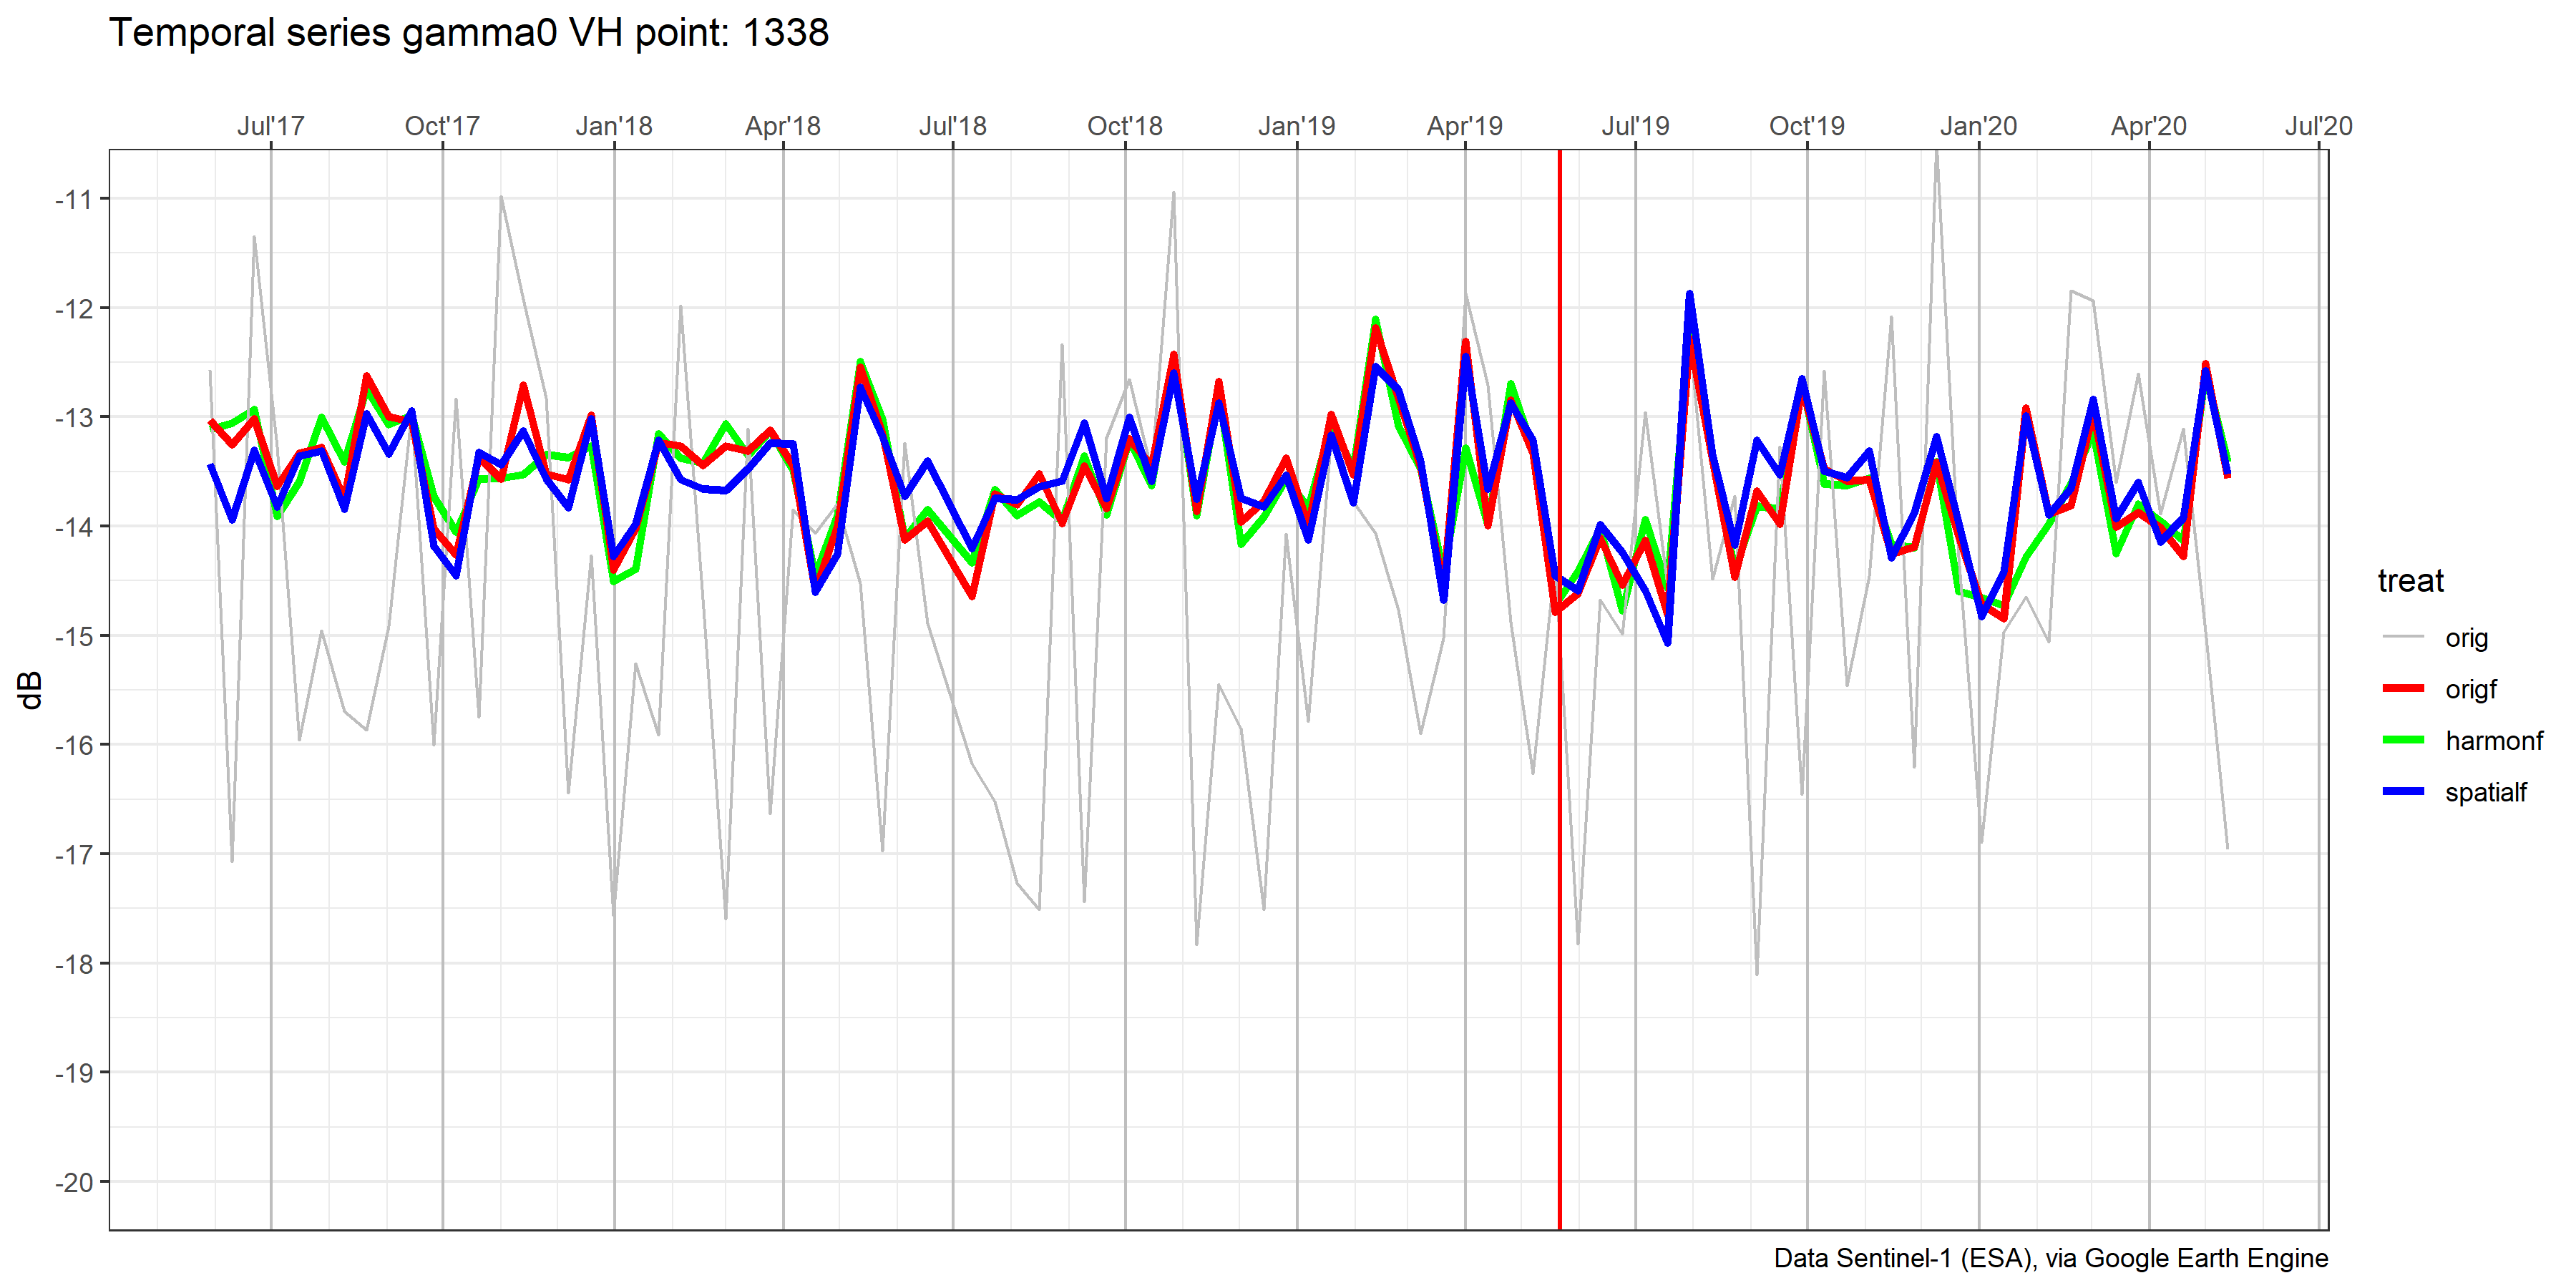 Temporal series gamma0 VH point: 1338
Jul'17 Oct'17 Jan'18 Apr'18 Jul'18 Oct'18 Jan'19 Apr'19 Jul'19 Oct'19 Jan'20 Apr'20 Jul'20
-11
-12
-13
-14
-15
-16
-17
-18
-19
-20
dB
treat
orig
origf
harmonf
spatialf
Data Sentinel-1 (ESA), via Google Earth Engine